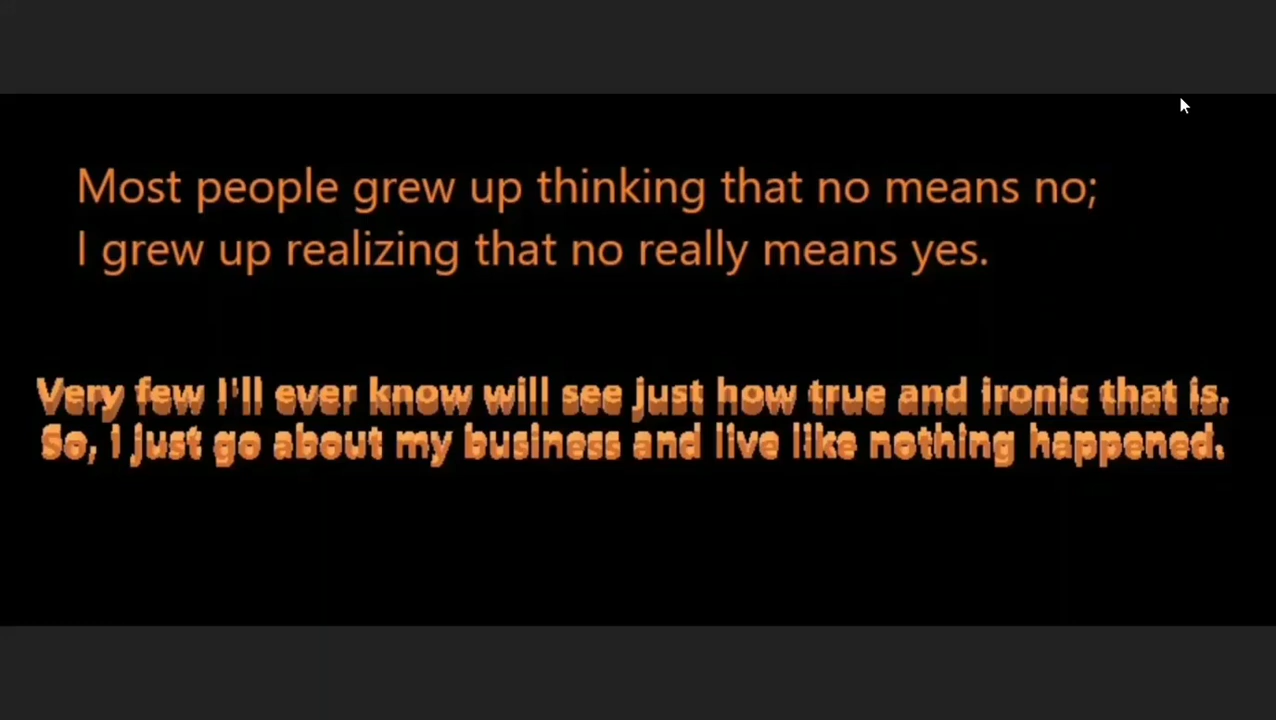 Most people grew up thinking that no means no;
I grew up realizing that no really means yes.
Very few I'll ever know will see just how true and ironic that is.
So, I just go about my business and live like nothing happened.